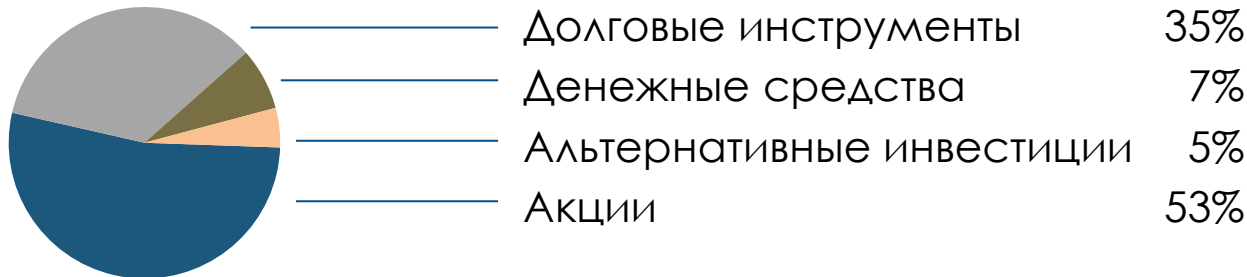 Долговые инструменты 35%
Денежные средства 7%
Альтернативные инвестиции 5%
Акции 53%